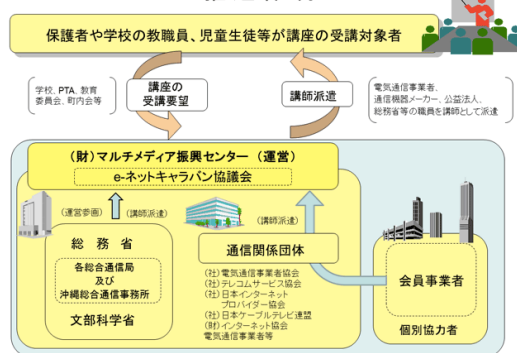 保護者や学校の教職員、児童生徒等が講座の受講対象者
学校、PTA、教育
委員会、町内会等
講座の
受講要望
講師派遣
電気通信事業者、
通信機器メーカー、公益法人、
総務省等の職員を講師として派遣
(財)マルチメディア振興センター (運営)
e-ネットキャラバン協議会
(運営参画)
(講師派遣)
(講師派遣)
総 務 省
各総合通信局
及び
沖縄総合通信事務所
文部科学省
通信関係団体
(社)電気通信事業者協会
(社)テレコムサービス協会
(社)日本インターネット
プロバイダー協会
(社)日本ケーブルテレビ連盟
(財)インターネット協会
電気通信事業者等
会員事業者
個別協力者